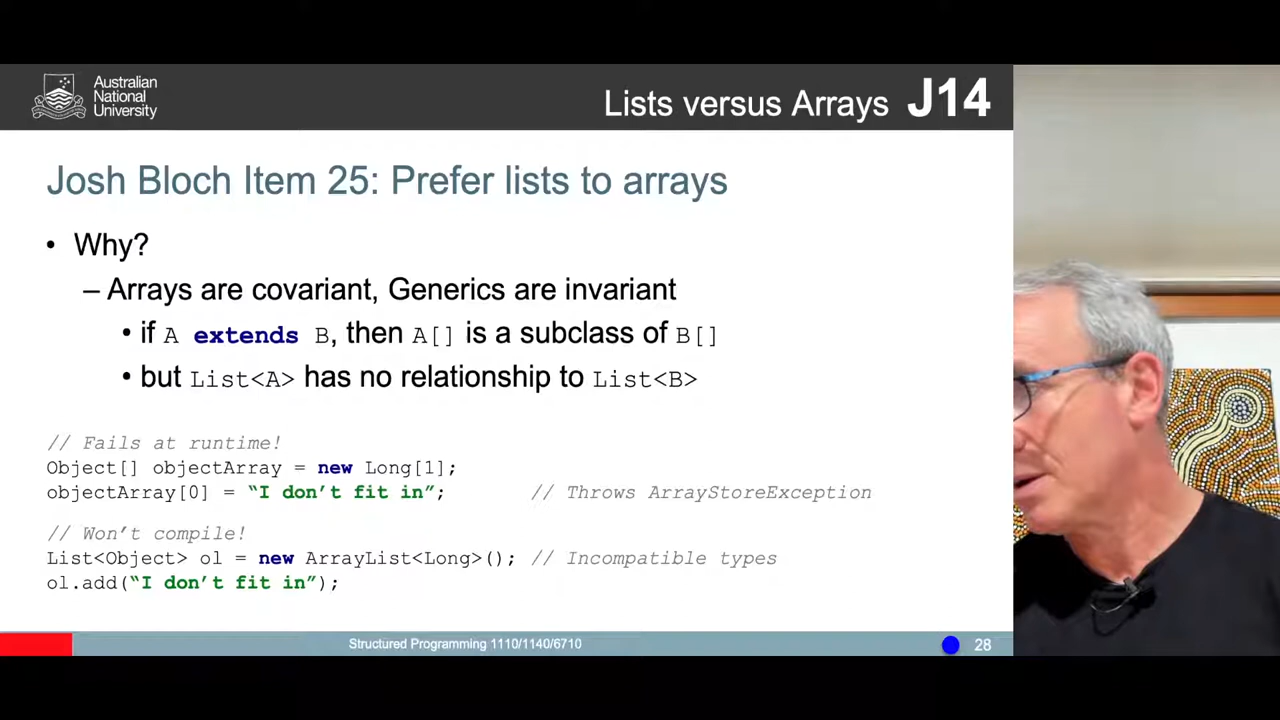 Australian
National
University
Lists versus Arrays J14
Josh Bloch Item 25: Prefer lists to arrays
• Why?
– Arrays are covariant, Generics are invariant
• if A extends B, then A[] is a subclass of B[]
• but List<A> has no relationship to List<B>
// Fails at runtime!
Object[] objectArray = new Long[1];
objectArray[0] = “I don’t fit in”; // Throws ArrayStoreException
// Won’t compile!
List<Object> ol = new ArrayList<Long>(); // Incompatible types
ol.add(“I don’t fit in”);
Structured Programming 1110/1140/6710
28